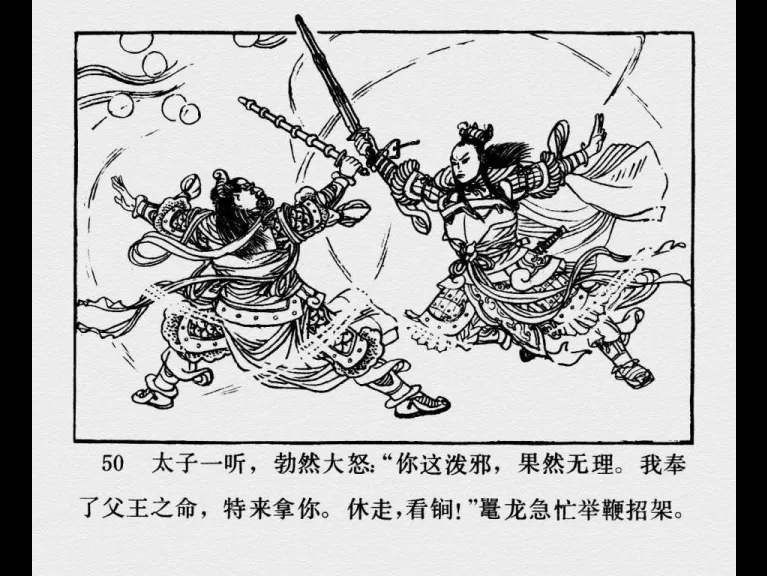 50 太子一听，勃然大怒：“你这泼邪，果然无理。我奉
了父王之命，特来拿你。休走，看锏！”鼍龙急忙举鞭招架。